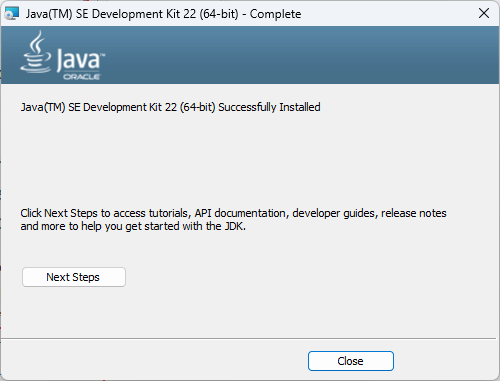 Java(TM) SE Development Kit 22 (64-bit) - Complete
Java
ORACLE
Java(TM) SE Development Kit 22 (64-bit) Successfully Installed
Click Next Steps to access tutorials, API documentation, developer guides, release notes
and more to help you get started with the JDK.
Next Steps
Close